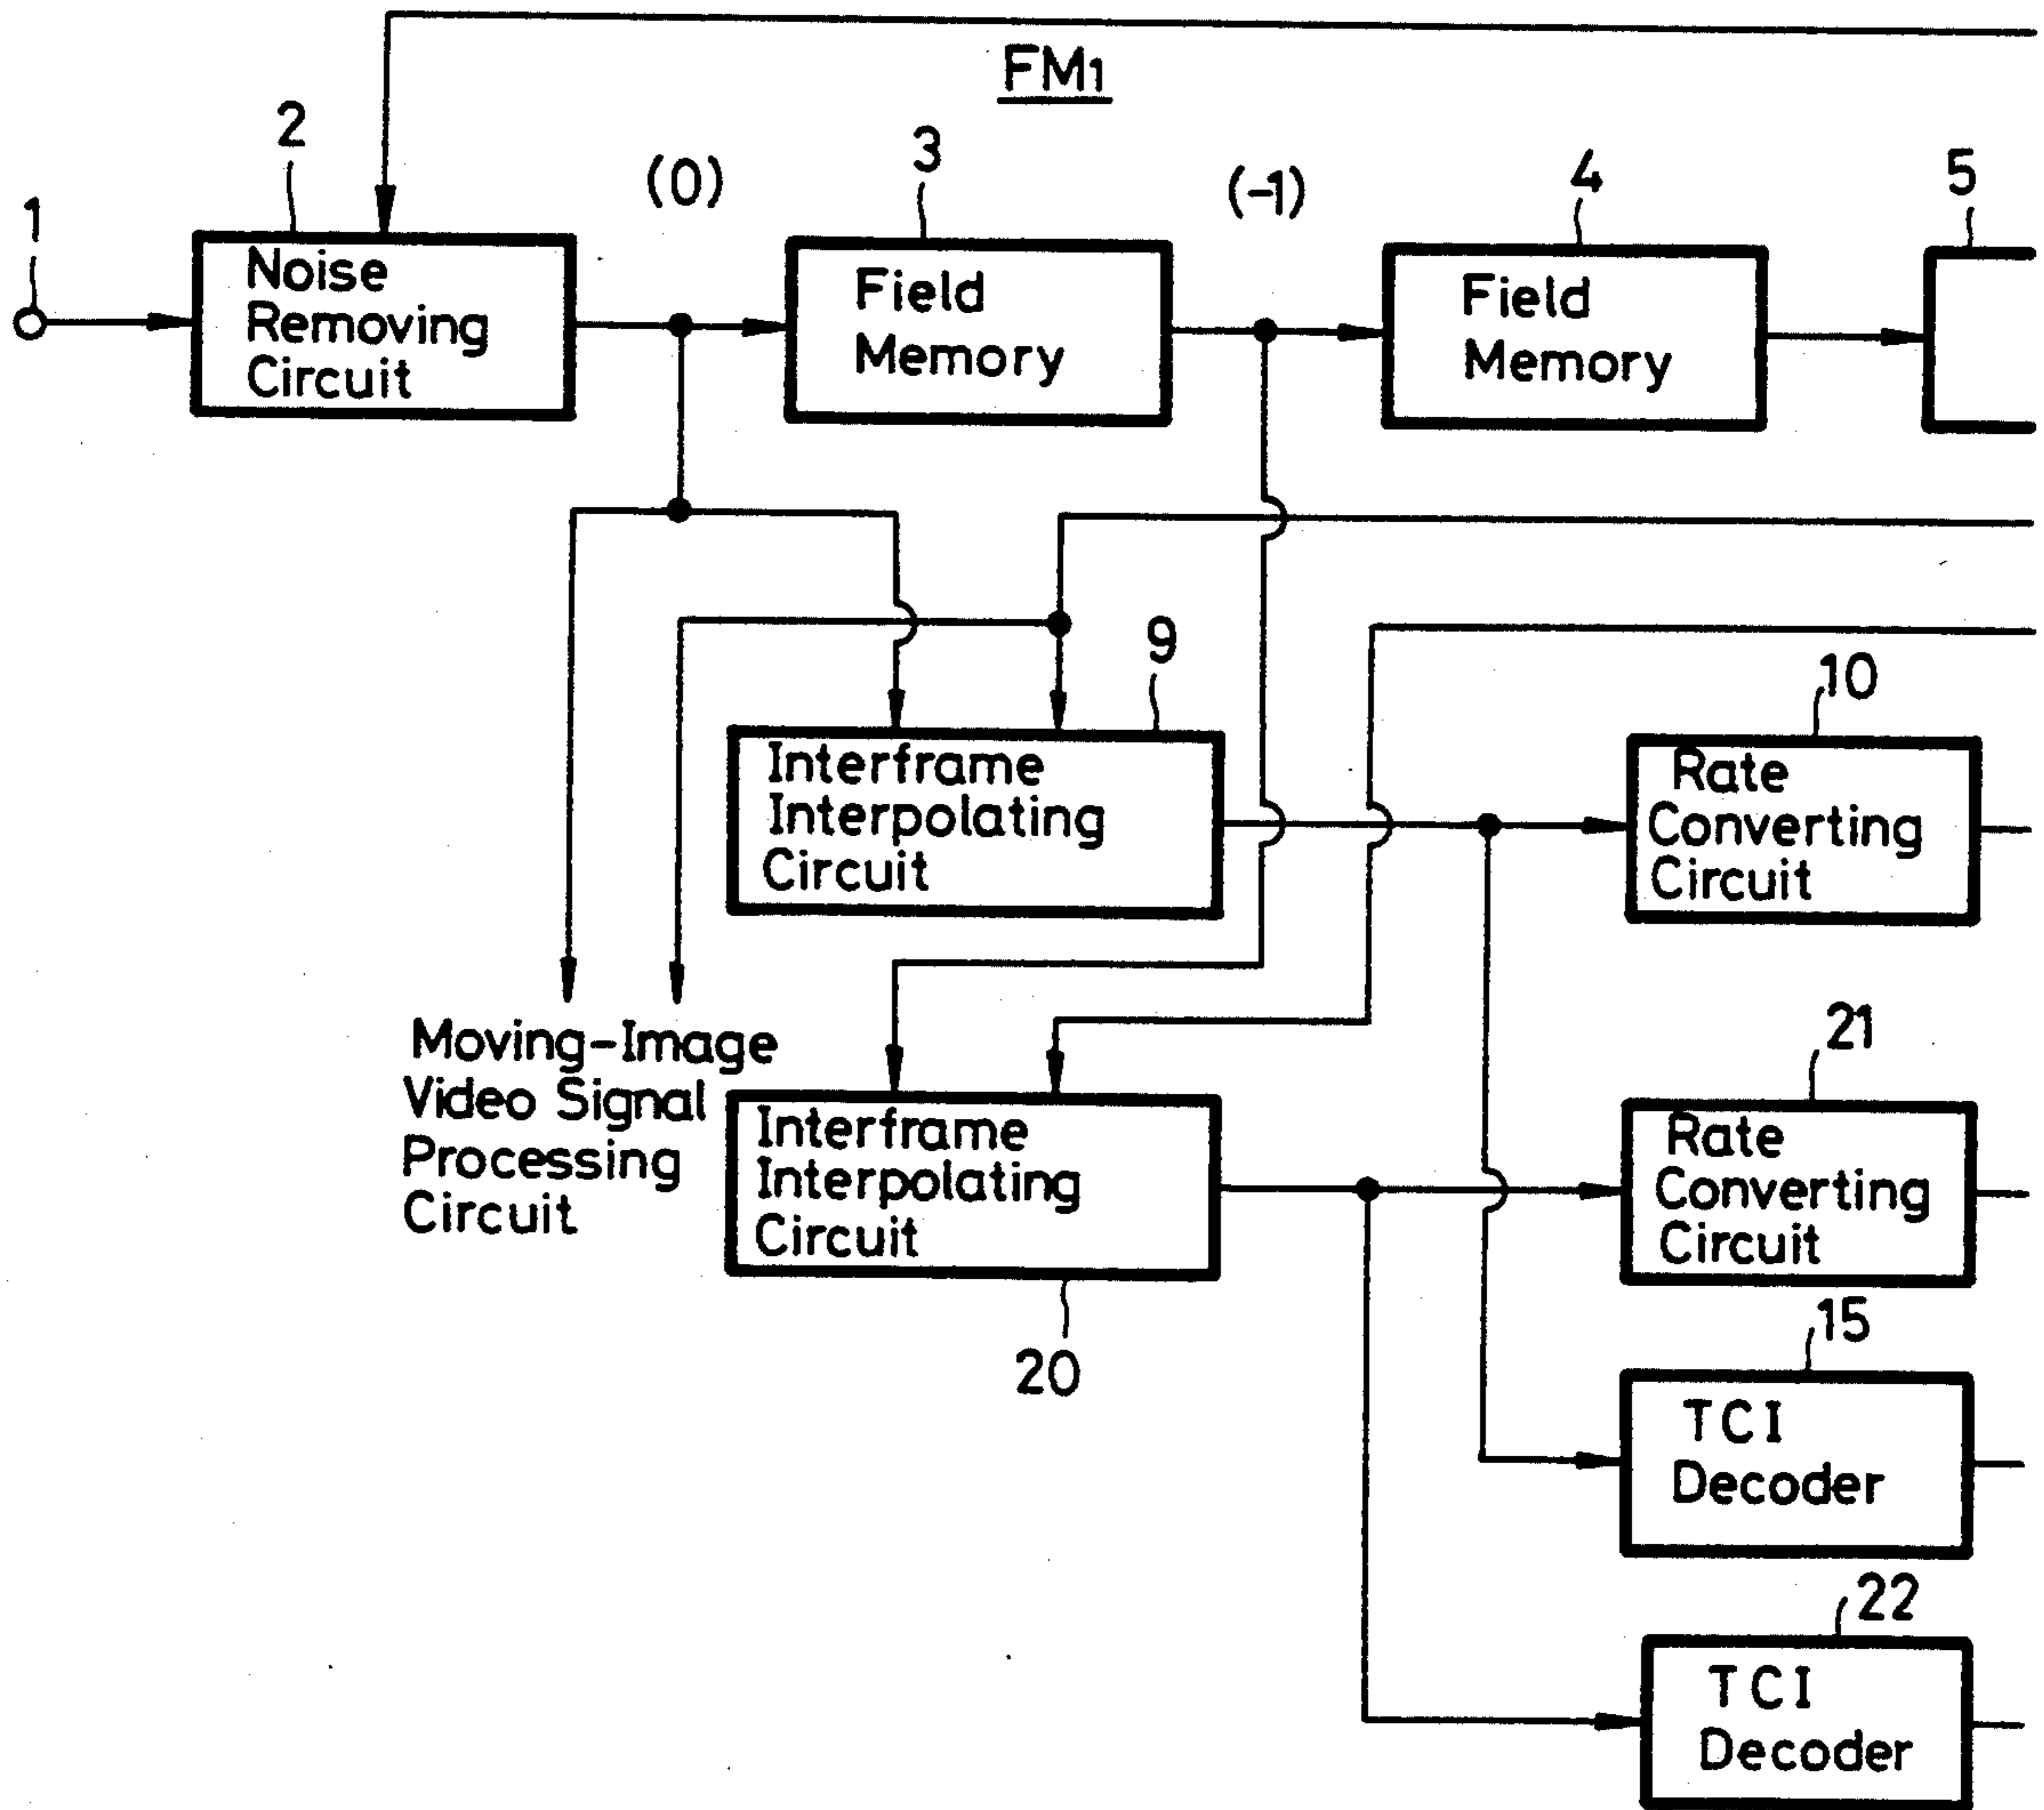 FM1
2
(0)
3
(-1)
4
5
1
Noise
Removing
Circuit
Field
Memory
Field
Memory
9
10
Interframe
Interpolating
Circuit
Rate
Converting
Circuit
Moving-Image
Video Signal
Processing
Circuit
21
Interframe
Interpolating
Circuit
Rate
Converting
Circuit
20
15
TCI
Decoder
22
TCI
Decoder